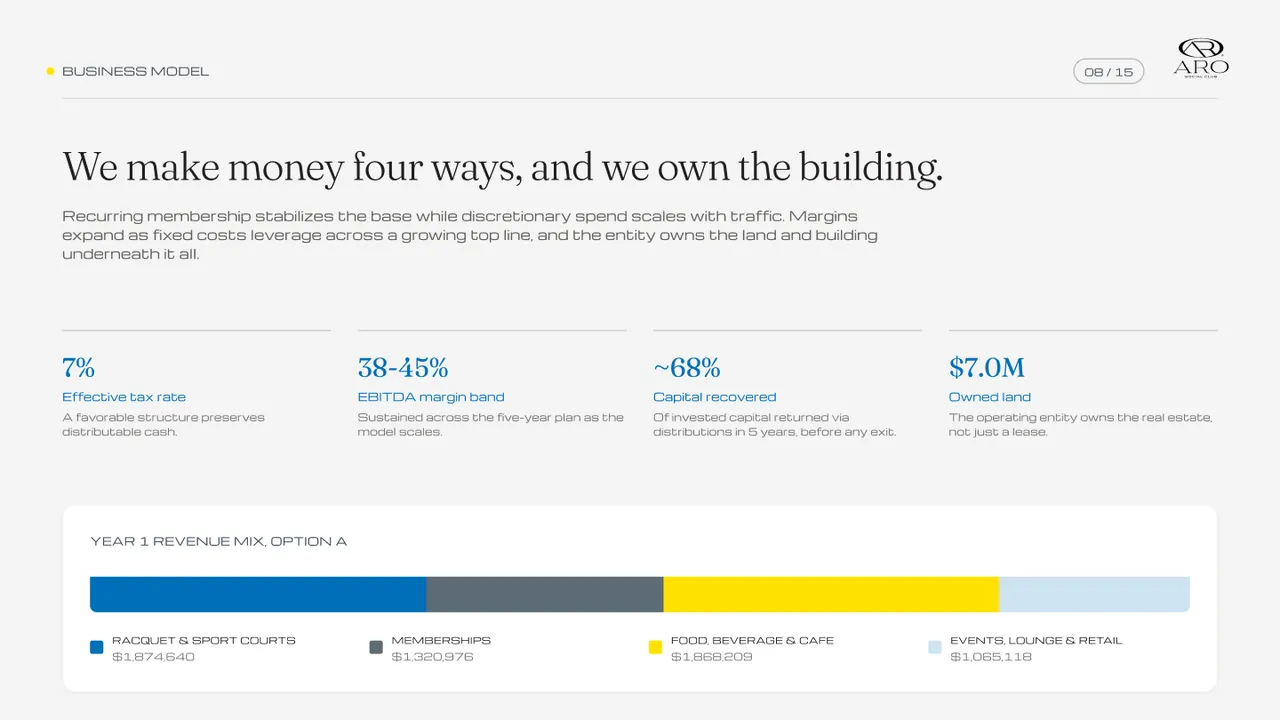 BUSINESS MODEL
08 / 15
AR
ARO
SOCIAL CLUB
We make money four ways, and we own the building.
Recurring membership stabilizes the base while discretionary spend scales with traffic. Margins
expand as fixed costs leverage across a growing top line, and the entity owns the land and building
underneath it all.
7%
Effective tax rate
A favorable structure preserves
distributable cash.
38-45%
EBITDA margin band
Sustained across the five-year plan as the
model scales.
~68%
Capital recovered
Of invested capital returned via
distributions in 5 years, before any exit.
$7.0M
Owned land
The operating entity owns the real estate,
not just a lease.
YEAR 1 REVENUE MIX, OPTION A
RACQUET & SPORT COURTS
$1,874,640
MEMBERSHIPS
$1,320,976
FOOD, BEVERAGE & CAFE
$1,868,209
EVENTS, LOUNGE & RETAIL
$1,065,118